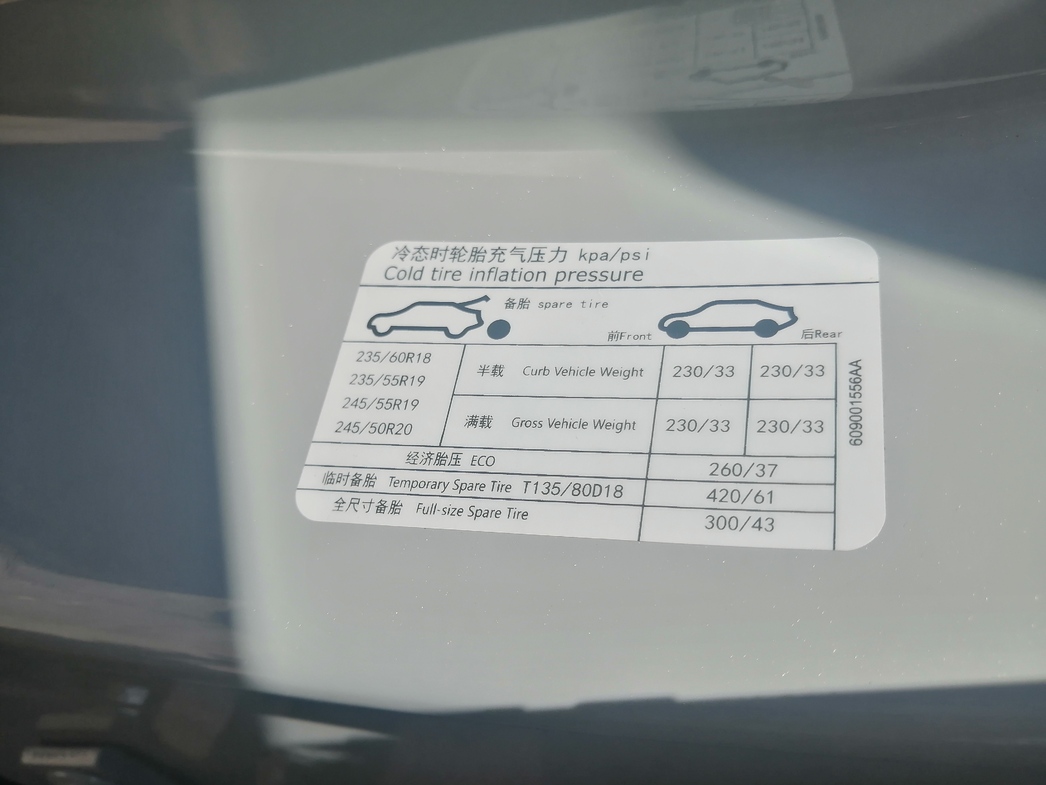 冷态时轮胎充气压力 kpa/psi
Cold tire inflation pressure
备胎 spare tire
前Front
后Rear
235/60R18
235/55R19
245/55R19
245/50R20
半载 Curb Vehicle Weight 230/33 230/33
满载 Gross Vehicle Weight 230/33 230/33
经济胎压 ECO 260/37
临时备胎 Temporary Spare Tire T135/80D18 420/61
全尺寸备胎 Full-size Spare Tire 300/43
609001556AA